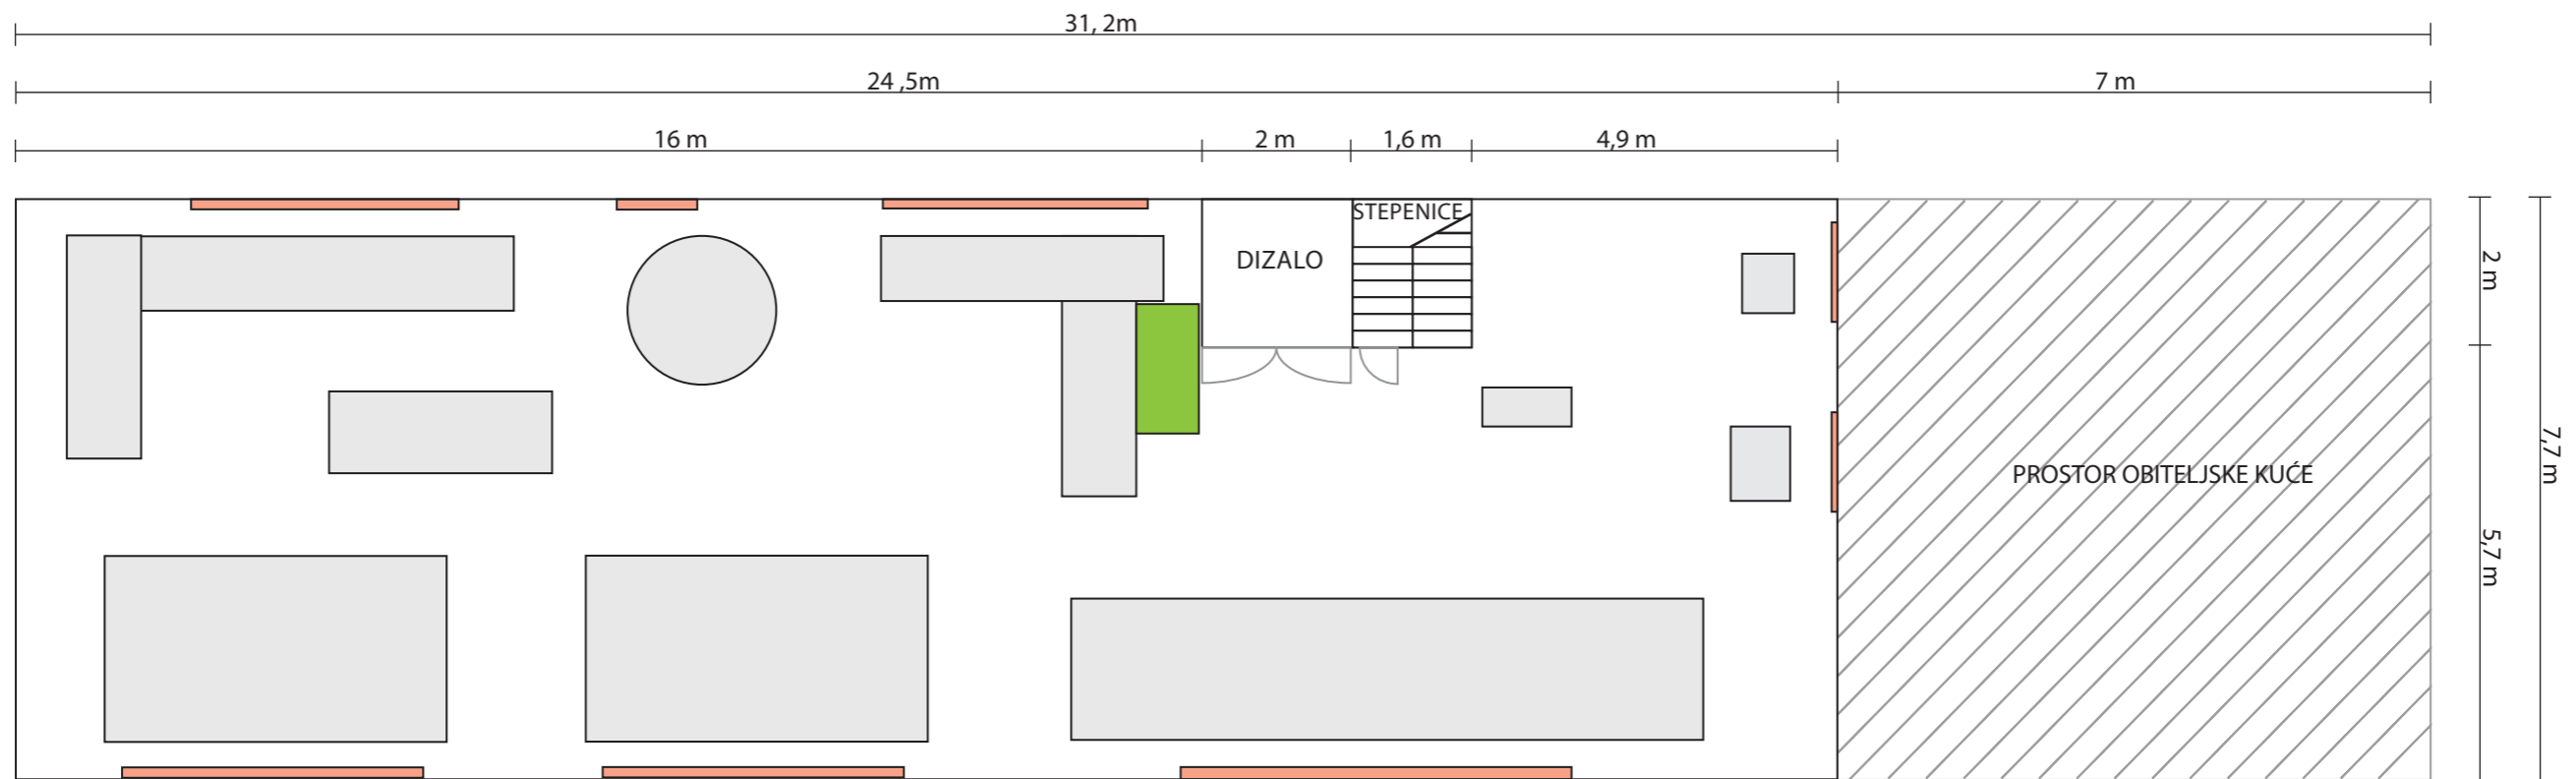 31, 2m
24 ,5m
7 m
16 m
2 m
1,6 m
4,9 m
STEPENICE
DIZALO
2 m
7,7 m
PROSTOR OBITELJSKE KUĆE
5,7 m